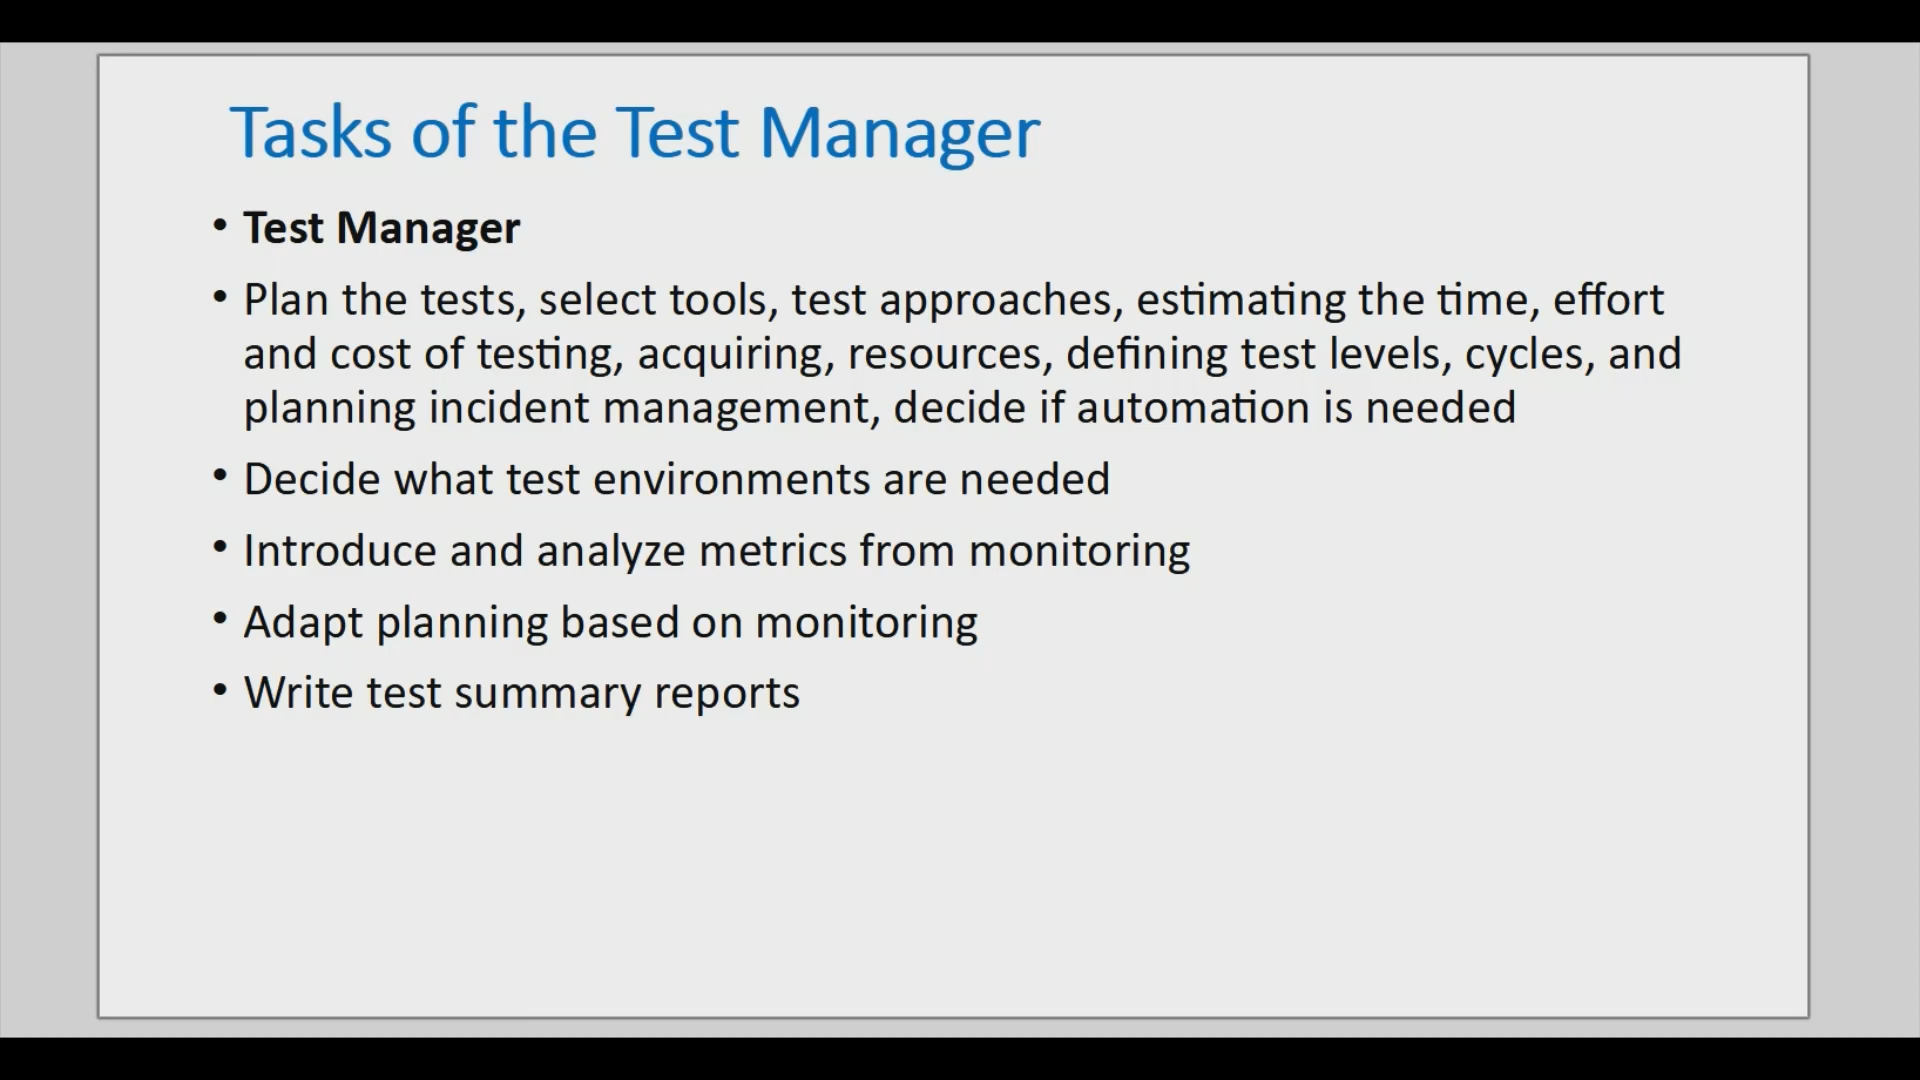 Tasks of the Test Manager
• Test Manager
• Plan the tests, select tools, test approaches, estimating the time, effort
and cost of testing, acquiring, resources, defining test levels, cycles, and
planning incident management, decide if automation is needed
• Decide what test environments are needed
• Introduce and analyze metrics from monitoring
• Adapt planning based on monitoring
• Write test summary reports